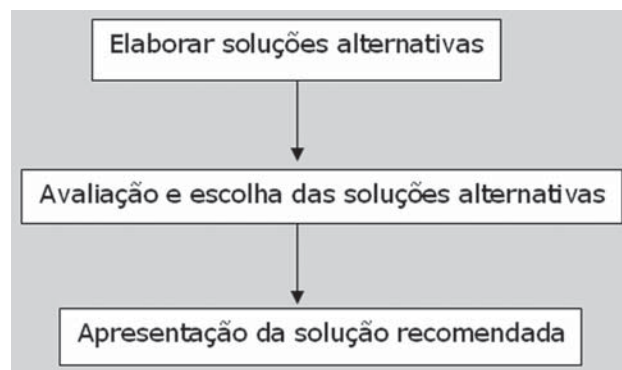 Elaborar soluções alternativas
Avaliação e escolha das soluções alternativas
Apresentação da solução recomendada